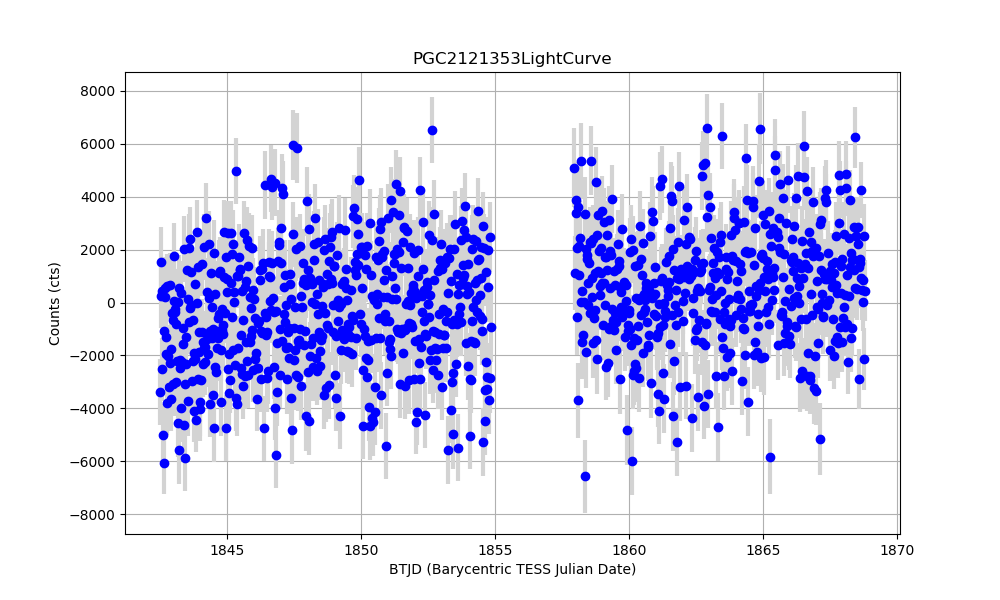 PGC2121353LightCurve
8000
6000
4000
2000
0
−2000
−4000
−6000
−8000
Counts (cts)
1845 1850 1855 1860 1865 1870
BTJD (Barycentric TESS Julian Date)